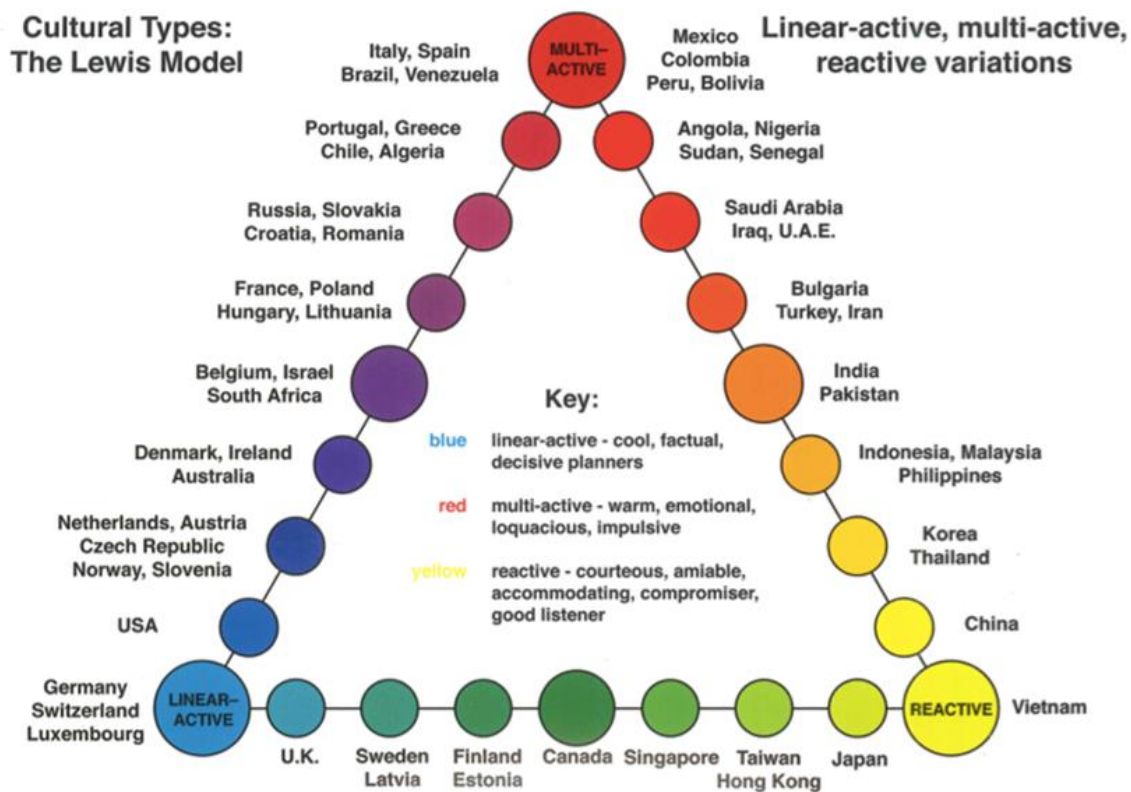 Cultural Types:
The Lewis Model
Linear-active, multi-active,
reactive variations
MULTI–
ACTIVE
Italy, Spain
Brazil, Venezuela
Mexico
Colombia
Peru, Bolivia
Portugal, Greece
Chile, Algeria
Angola, Nigeria
Sudan, Senegal
Russia, Slovakia
Croatia, Romania
Saudi Arabia
Iraq, U.A.E.
France, Poland
Hungary, Lithuania
Bulgaria
Turkey, Iran
Belgium, Israel
South Africa
India
Pakistan
Key:
blue linear-active - cool, factual,
decisive planners
red multi-active - warm, emotional,
loquacious, impulsive
yellow reactive - courteous, amiable,
accommodating, compromiser,
good listener
Denmark, Ireland
Australia
Indonesia, Malaysia
Philippines
Netherlands, Austria
Czech Republic
Norway, Slovenia
Korea
Thailand
USA
China
Germany
Switzerland
Luxembourg
LINEAR–
ACTIVE
REACTIVE
Vietnam
U.K.
Sweden
Latvia
Finland
Estonia
Canada
Singapore
Taiwan
Hong Kong
Japan